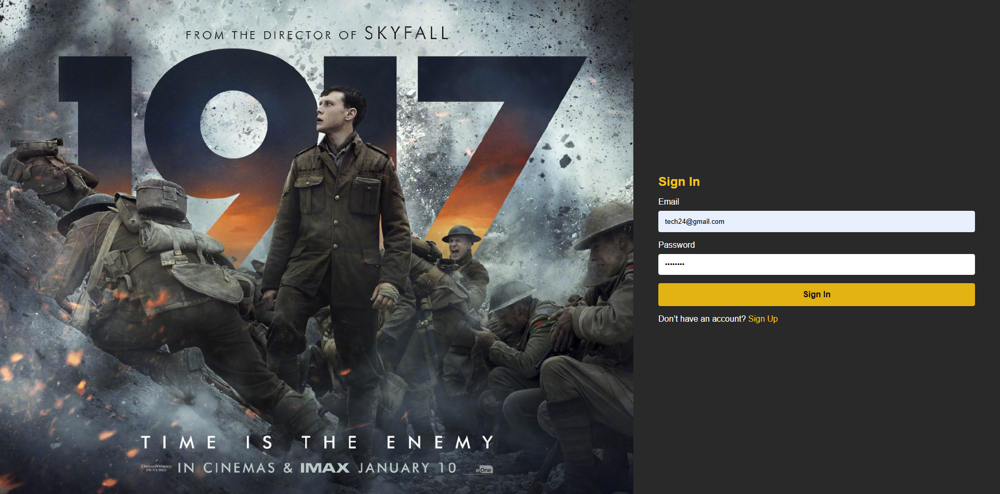 FROM THE DIRECTOR OF SKYFALL
1917
TIME IS THE ENEMY
DREAMWORKS
PICTURES
IN CINEMAS & IMAX JANUARY 10
eOne
Sign In
Email
tech24@gmail.com
Password
••••••••
Sign In
Don't have an account? Sign Up